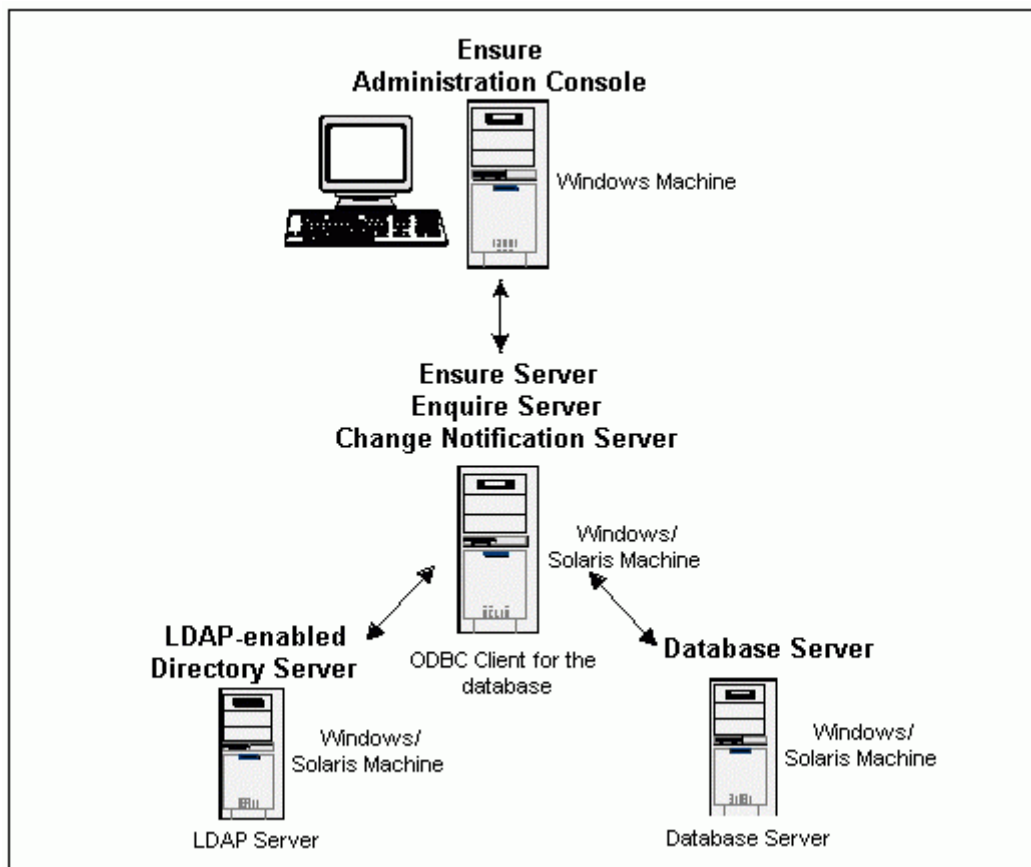 Ensure
Administration Console
Windows Machine
Ensure Server
Enquire Server
Change Notification Server
Windows/
Solaris Machine
ODBC Client for the
database
LDAP-enabled
Directory Server
Windows/
Solaris Machine
LDAP Server
Database Server
Windows/
Solaris Machine
Database Server